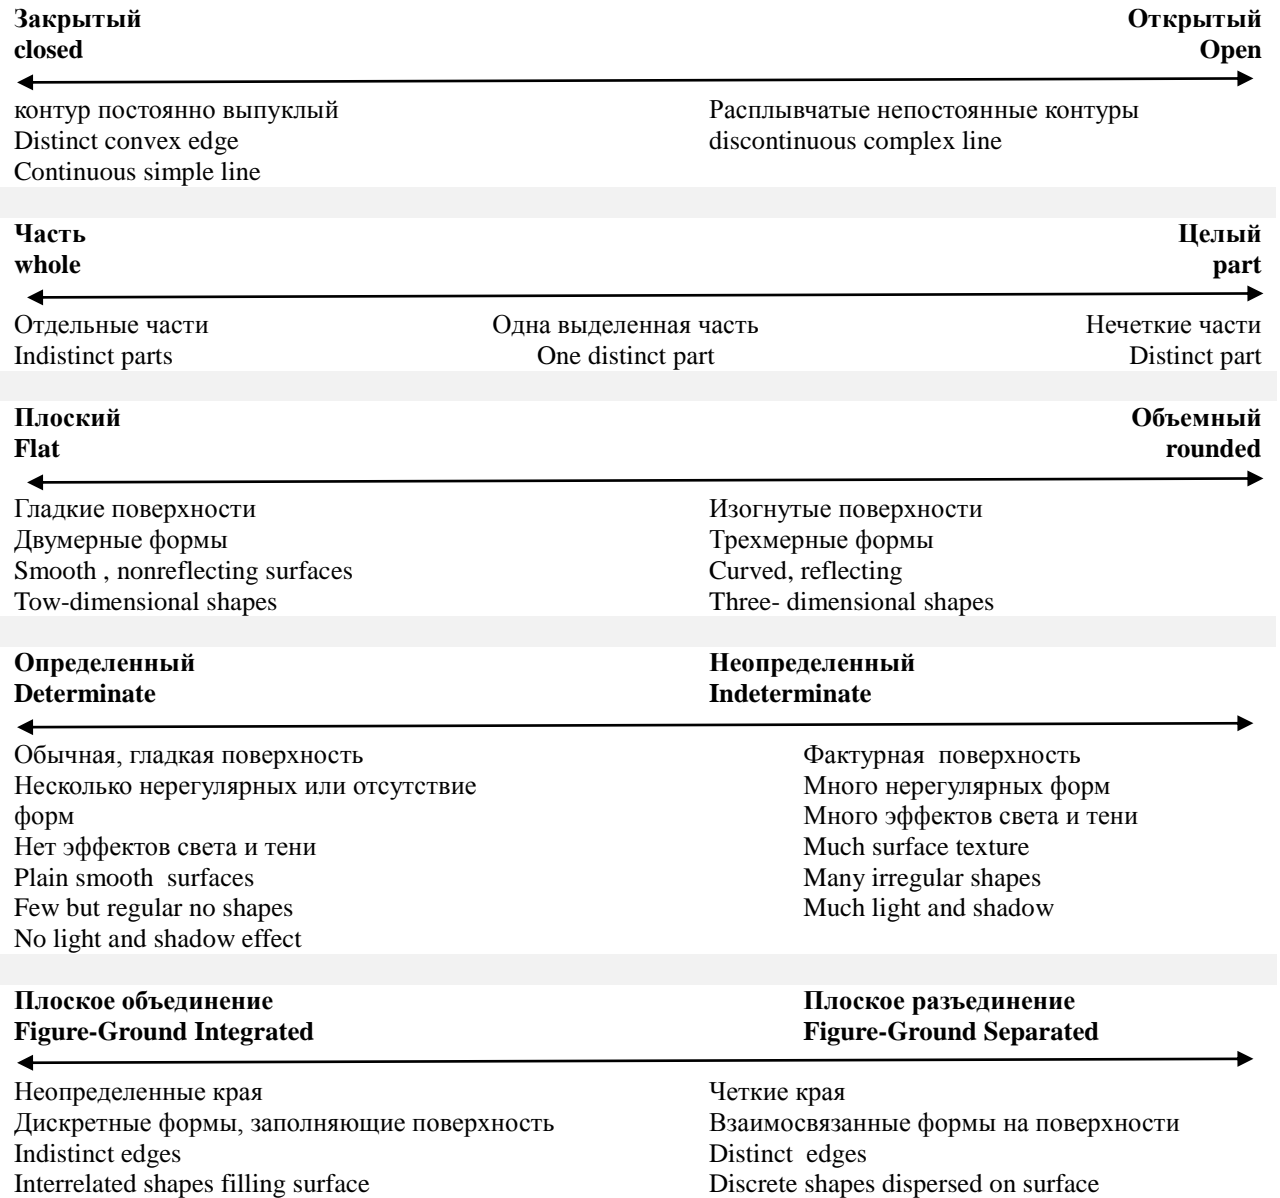 Закрытый Открытый
closed Open
контур постоянно выпуклый Расплывчатые непостоянные контуры
Distinct convex edge discontinuous complex line
Continuous simple line
Часть Целый
whole part
Отдельные части Одна выделенная часть Нечеткие части
Indistinct parts One distinct part Distinct part
Плоский Объемный
Flat rounded
Гладкие поверхности Изогнутые поверхности
Двумерные формы Трехмерные формы
Smooth , nonreflecting surfaces Curved, reflecting
Tow-dimensional shapes Three- dimensional shapes
Определенный Неопределенный
Determinate Indeterminate
Обычная, гладкая поверхность Фактурная поверхность
Несколько нерегулярных или отсутствие Много нерегулярных форм
форм Много эффектов света и тени
Нет эффектов света и тени Much surface texture
Plain smooth surfaces Many irregular shapes
Few but regular no shapes Much light and shadow
No light and shadow effect
Плоское объединение Плоское разъединение
Figure-Ground Integrated Figure-Ground Separated
Неопределенные края Четкие края
Дискретные формы, заполняющие поверхность Взаимосвязанные формы на поверхности
Indistinct edges Distinct edges
Interrelated shapes filling surface Discrete shapes dispersed on surface